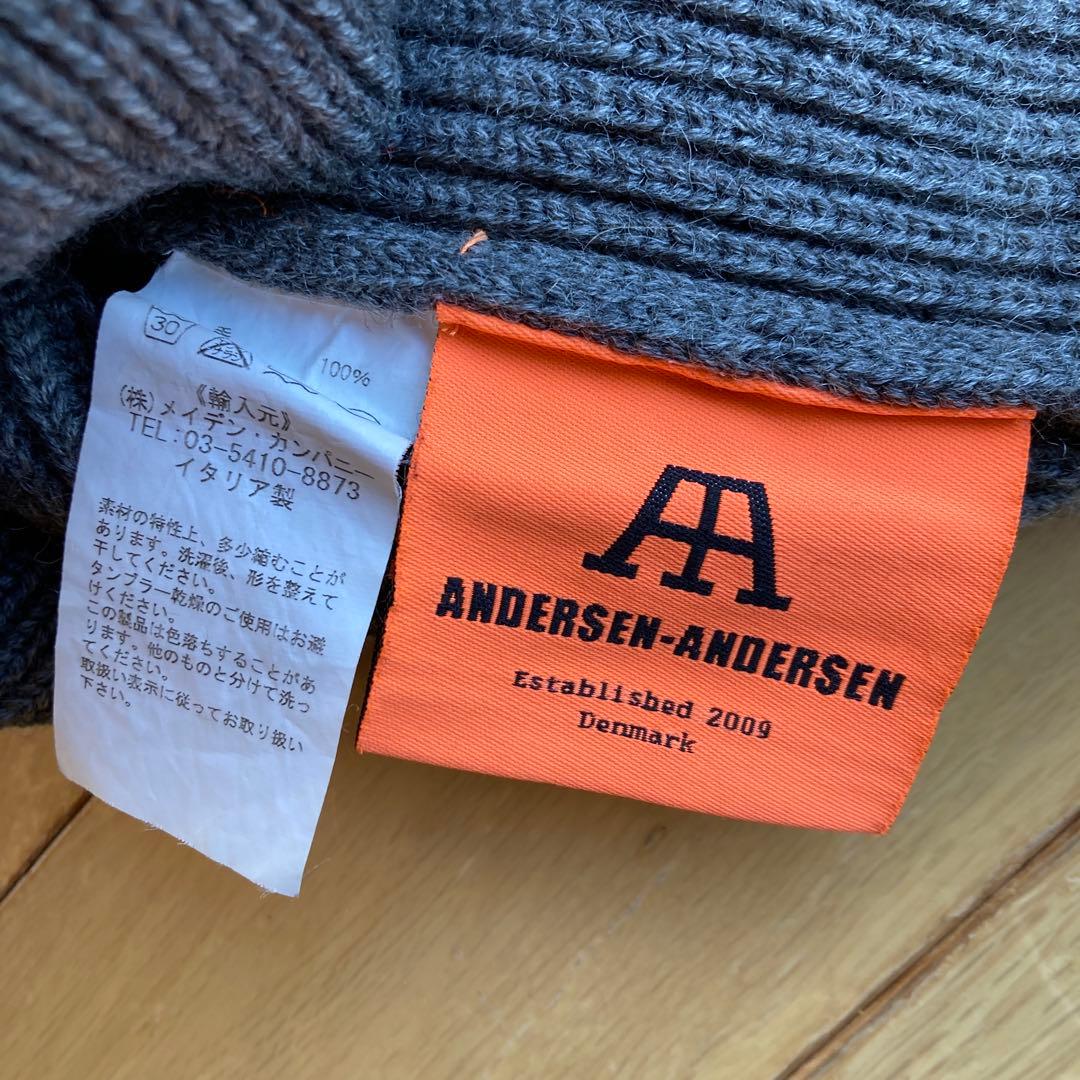 30
毛
100%
《輸入元》
(株)メイデン・カンパニー
TEL:03-5410-8873
イタリア製
素材の特性上、多少縮むことが
あります。洗濯後、形を整えて
干してください。
タンブラー乾燥のご使用はお避
けください。
この製品は色落ちすることがあ
ります。他のものと分けて洗っ
てください。
取扱い表示に従ってお取り扱い
下さい。
ANDERSEN-ANDERSEN
Established 2009
Denmark